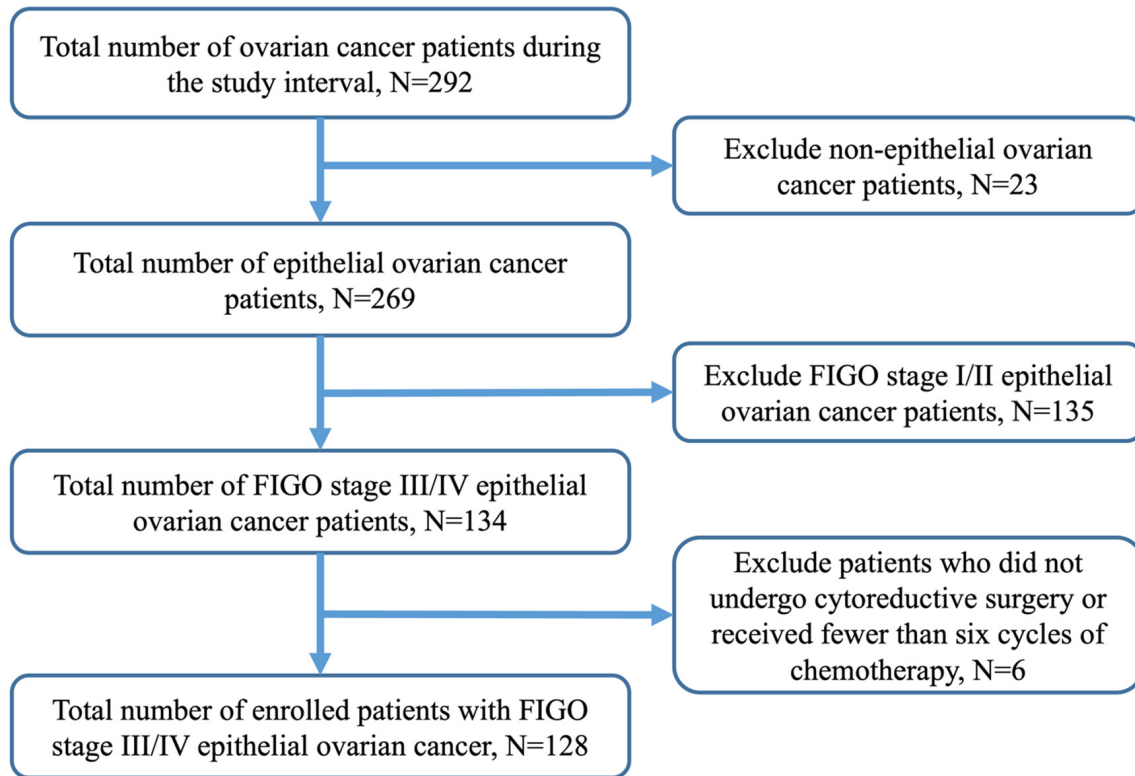 Total number of ovarian cancer patients during
the study interval, N=292
Exclude non-epithelial ovarian
cancer patients, N=23
Total number of epithelial ovarian cancer
patients, N=269
Exclude FIGO stage I/II epithelial
ovarian cancer patients, N=135
Total number of FIGO stage III/IV epithelial
ovarian cancer patients, N=134
Exclude patients who did not
undergo cytoreductive surgery or
received fewer than six cycles of
chemotherapy, N=6
Total number of enrolled patients with FIGO
stage III/IV epithelial ovarian cancer, N=128